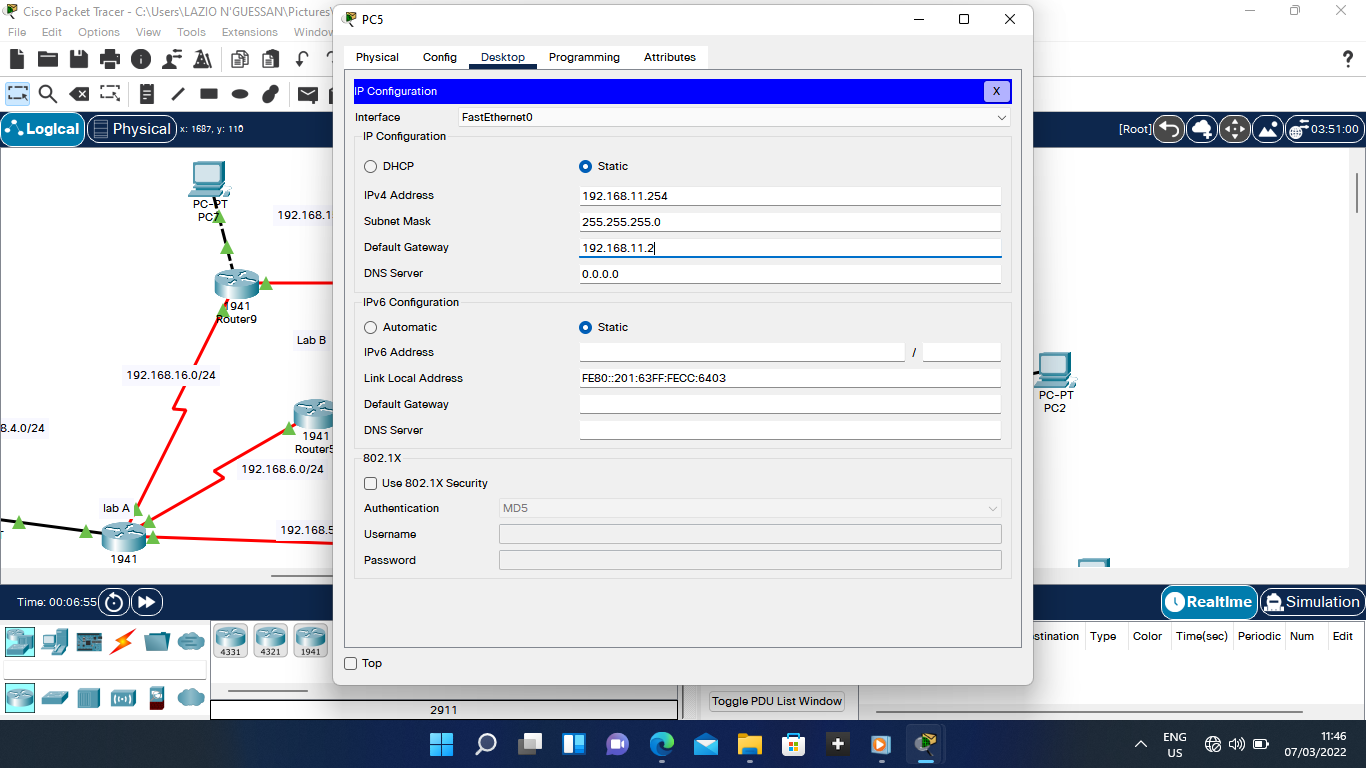 Cisco Packet Tracer - C:\Users\LAZIO N'GUESSAN\Pictures
PC5
File Edit Options View Tools Extensions Window
Physical Config Desktop Programming Attributes
IP Configuration X
Interface FastEthernet0
IP Configuration
Logical Physical x: 1687, y: 110
[Root] 03:51:00
DHCP Static
IPv4 Address 192.168.11.254
Subnet Mask 255.255.255.0
Default Gateway 192.168.11.2
DNS Server 0.0.0.0
IPv6 Configuration
Automatic Static
IPv6 Address /
Link Local Address FE80::201:63FF:FECC:6403
Default Gateway
DNS Server
802.1X
Use 802.1X Security
Authentication MD5
Username
Password
Top
PC-PT
PC7
192.168.1
1941
Router9
Lab B
192.168.16.0/24
8.4.0/24
1941
Router5
192.168.6.0/24
lab A
192.168.5
1941
PC-PT
PC2
Time: 00:06:55
Realtime Simulation
4331 4321 1941
2911
Toggle PDU List Window
stination Type Color Time(sec) Periodic Num Edit
ENG
US
11:46
07/03/2022